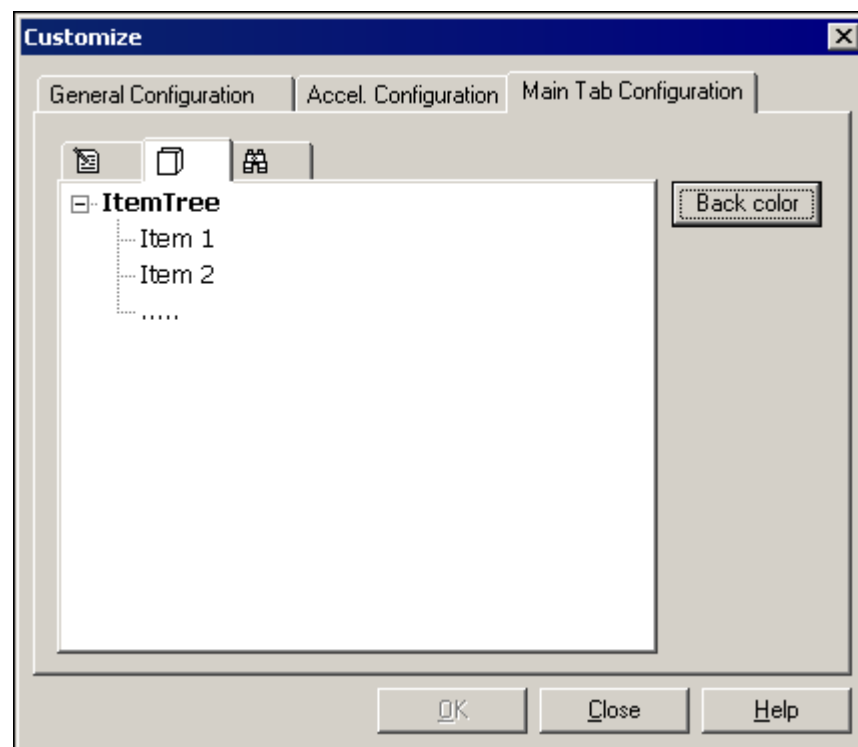 Customize
General Configuration Accel. Configuration Main Tab Configuration
ItemTree
Item 1
Item 2
.....
Back color
OK Close Help